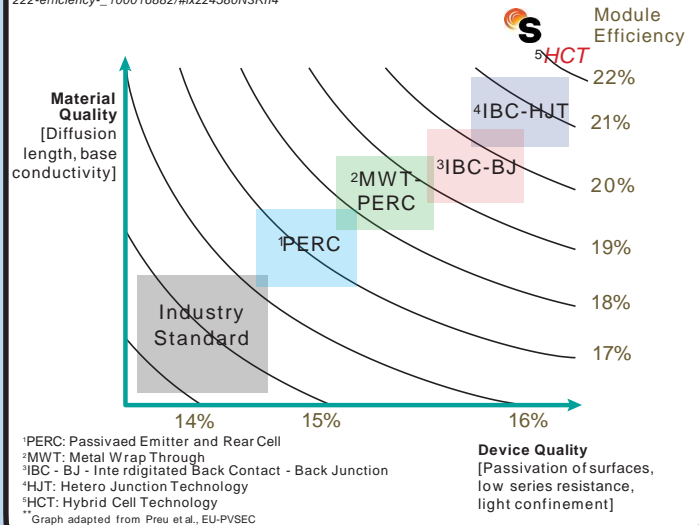 Module
Efficiency
S
⁵HCT
22%
Material
Quality
[Diffusion
length, base
conductivity]
⁴IBC-HJT
21%
³IBC-BJ
20%
²MWT-
PERC
19%
¹PERC
18%
Industry
Standard
17%
14%
15%
16%
¹PERC: Passivaed Emitter and Rear Cell
²MWT: Metal Wrap Through
³IBC - BJ - Interdigitated Back Contact - Back Junction
⁴HJT: Hetero Junction Technology
⁵HCT: Hybrid Cell Technology
**Graph adapted from Preu et al., EU-PVSEC
Device Quality
[Passivation of surfaces,
low series resistance,
light confinement]